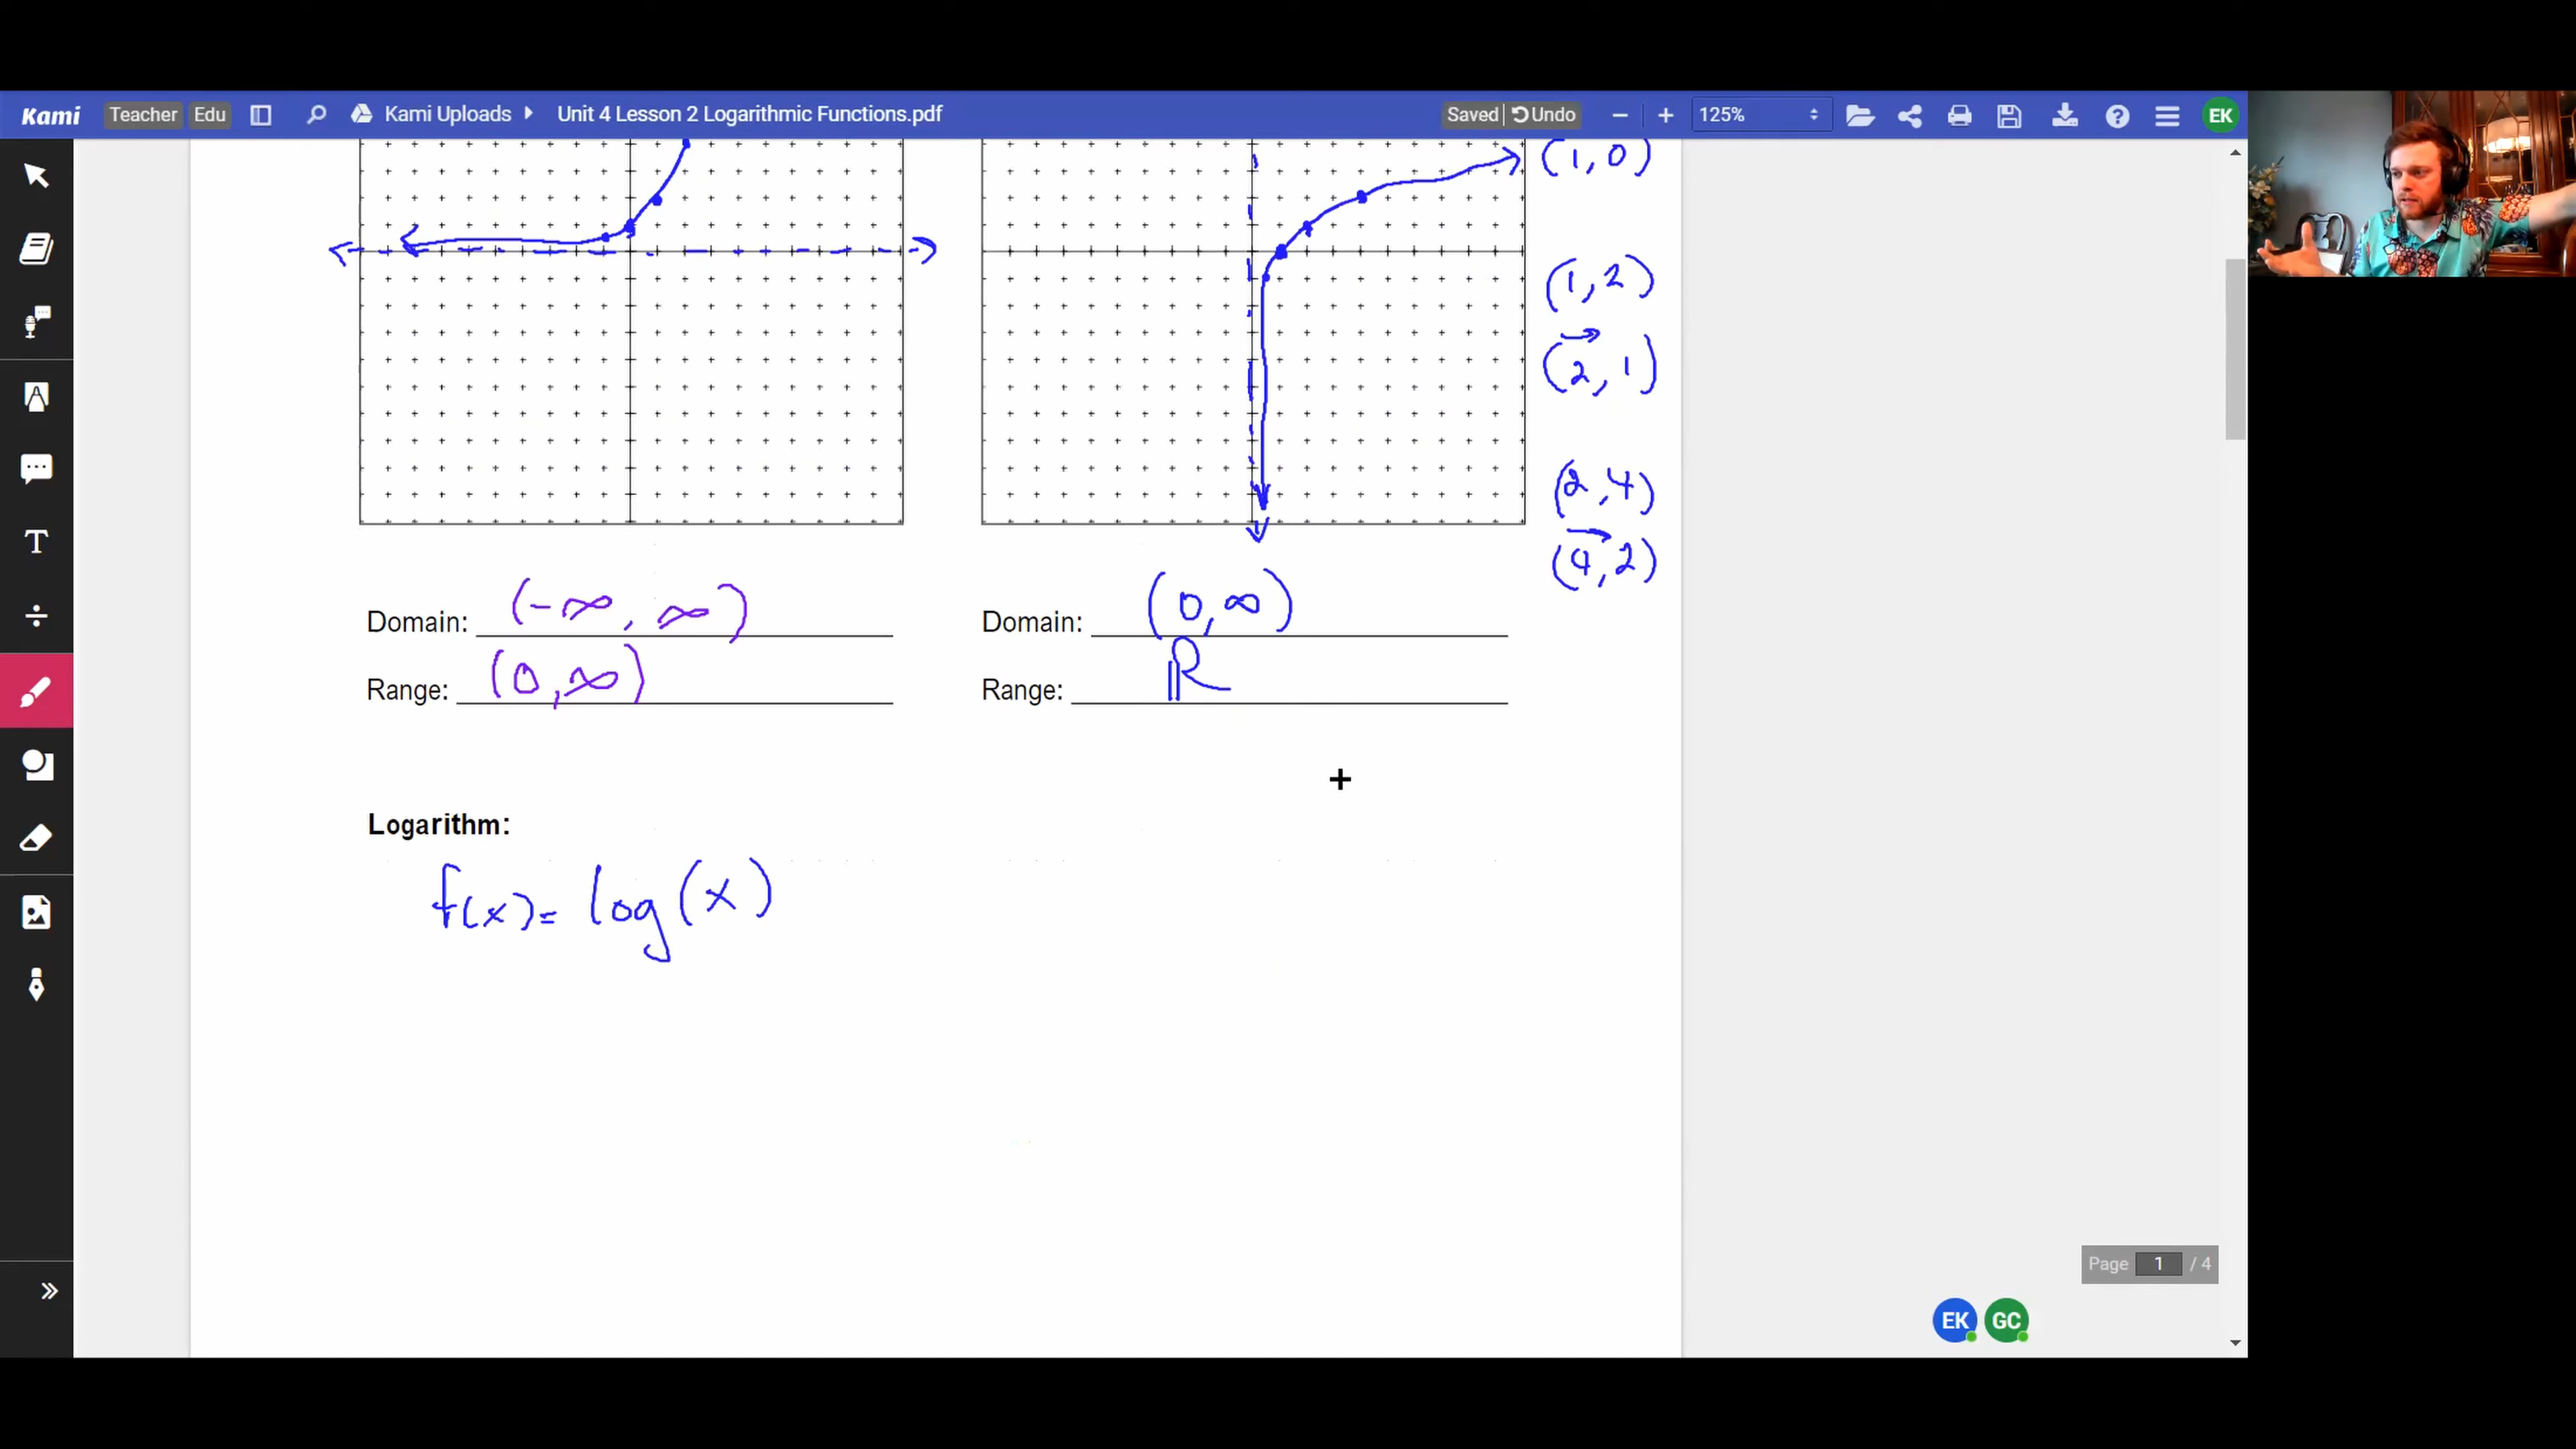 Kami Teacher Edu Kami Uploads Unit 4 Lesson 2 Logarithmic Functions.pdf Saved Undo 125% EK
(1, 0)
(1, 2)
(2, 1)
(2, 4)
(4, 2)
Domain: (-∞, ∞)
Range: (0, ∞)
Domain: (0, ∞)
Range: ℝ
Logarithm:
f(x) = log(x)
Page 1 / 4
EK GC